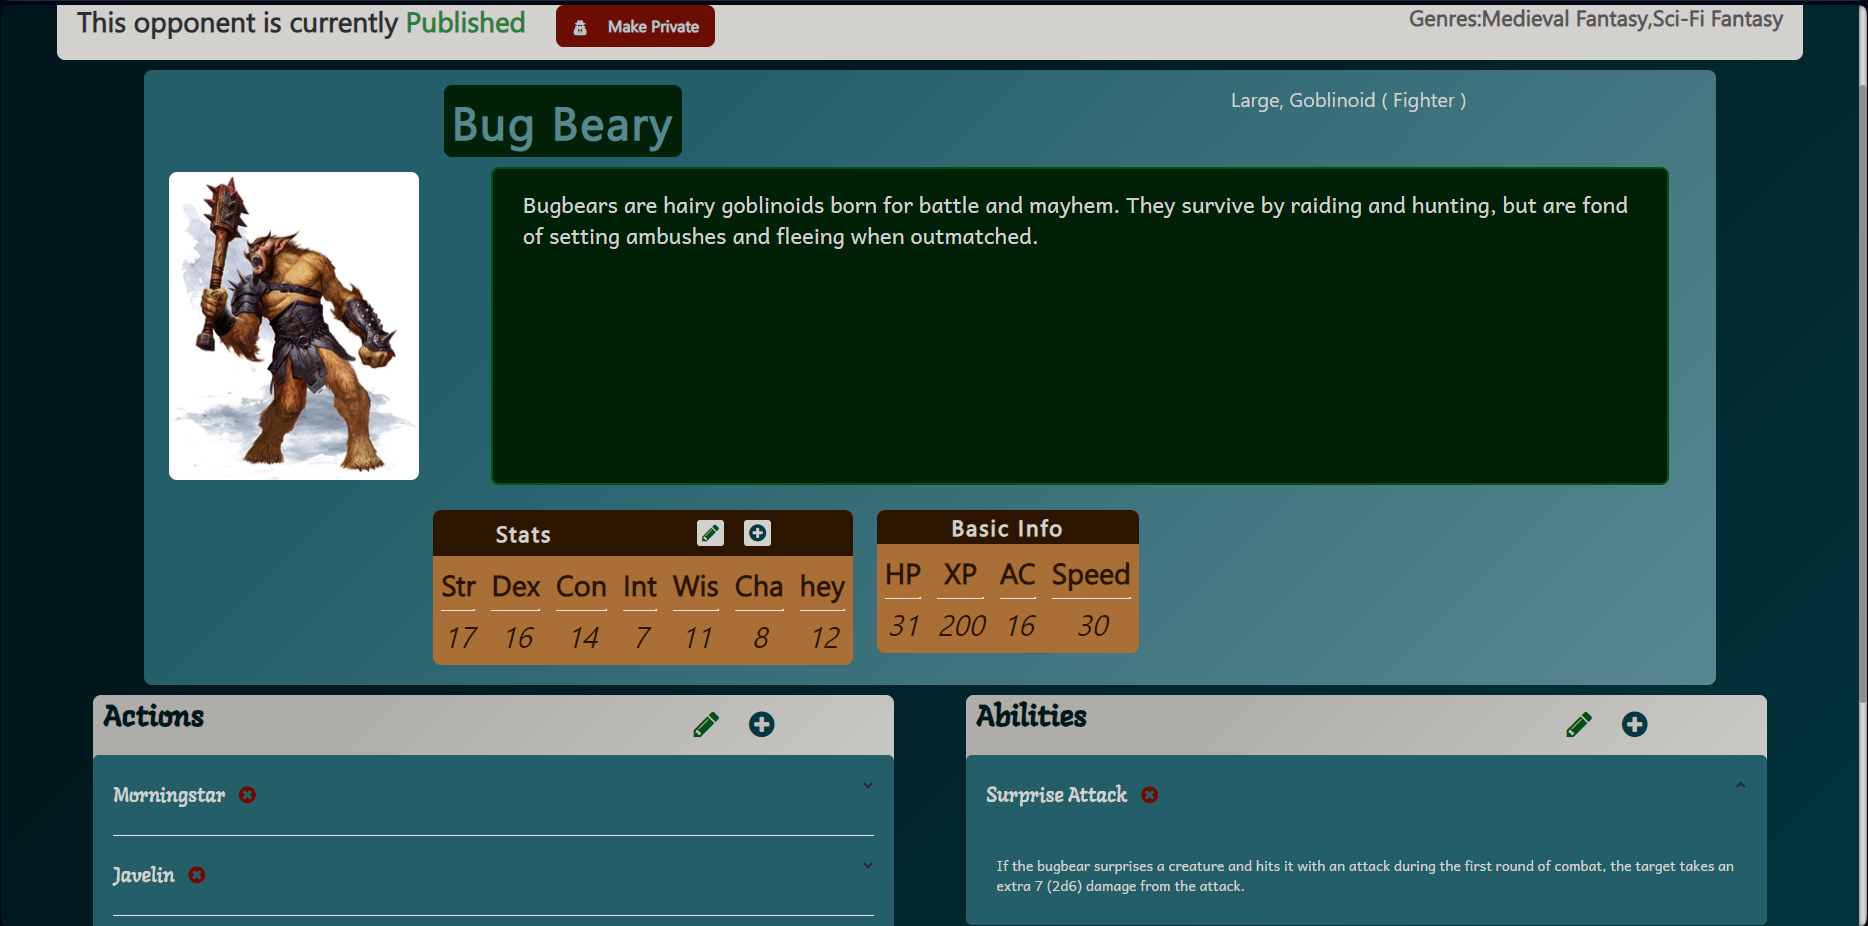 This opponent is currently Published
Make Private
Genres:Medieval Fantasy,Sci-Fi Fantasy
Bug Beary
Large, Goblinoid ( Fighter )
Bugbears are hairy goblinoids born for battle and mayhem. They survive by raiding and hunting, but are fond
of setting ambushes and fleeing when outmatched.
Stats
Str Dex Con Int Wis Cha hey
17 16 14 7 11 8 12
Basic Info
HP XP AC Speed
31 200 16 30
Actions
Morningstar
Javelin
Abilities
Surprise Attack
If the bugbear surprises a creature and hits it with an attack during the first round of combat, the target takes an
extra 7 (2d6) damage from the attack.